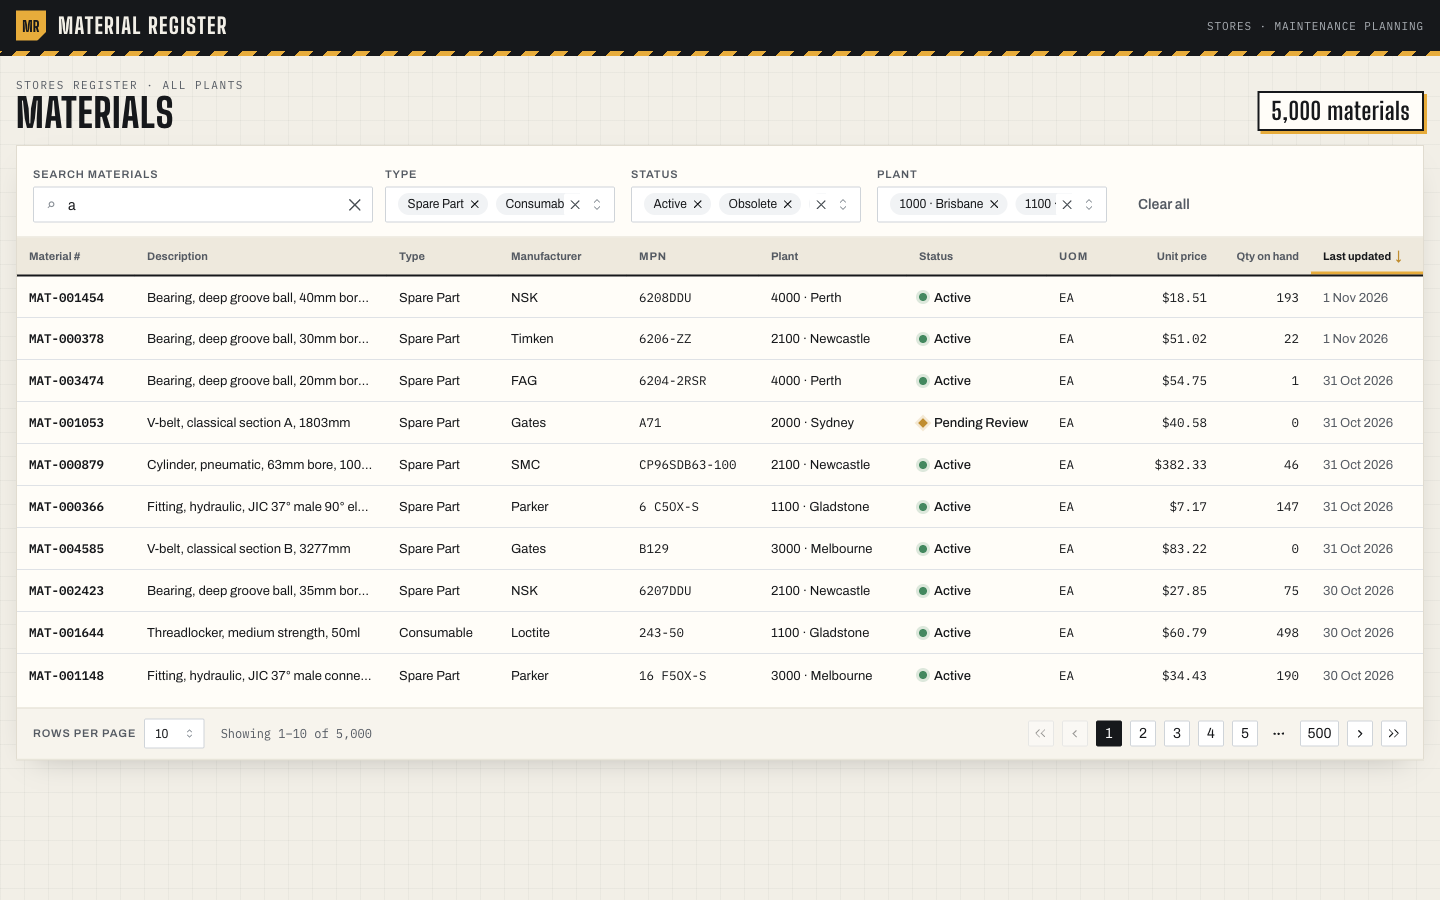 MR MATERIAL REGISTER
STORES · MAINTENANCE PLANNING
STORES REGISTER · ALL PLANTS
MATERIALS
5,000 materials
SEARCH MATERIALS
TYPE
STATUS
PLANT
a
Spare Part
Consumab
Active
Obsolete
1000 · Brisbane
1100 ·
Clear all
Material # Description Type Manufacturer MPN Plant Status UOM Unit price Qty on hand Last updated ↓
MAT-001454 Bearing, deep groove ball, 40mm bor... Spare Part NSK 6208DDU 4000 · Perth Active EA $18.51 193 1 Nov 2026
MAT-000378 Bearing, deep groove ball, 30mm bor... Spare Part Timken 6206-ZZ 2100 · Newcastle Active EA $51.02 22 1 Nov 2026
MAT-003474 Bearing, deep groove ball, 20mm bor... Spare Part FAG 6204-2RSR 4000 · Perth Active EA $54.75 1 31 Oct 2026
MAT-001053 V-belt, classical section A, 1803mm Spare Part Gates A71 2000 · Sydney Pending Review EA $40.58 0 31 Oct 2026
MAT-000879 Cylinder, pneumatic, 63mm bore, 100... Spare Part SMC CP96SDB63-100 2100 · Newcastle Active EA $382.33 46 31 Oct 2026
MAT-000366 Fitting, hydraulic, JIC 37° male 90° el... Spare Part Parker 6 C5OX-S 1100 · Gladstone Active EA $7.17 147 31 Oct 2026
MAT-004585 V-belt, classical section B, 3277mm Spare Part Gates B129 3000 · Melbourne Active EA $83.22 0 31 Oct 2026
MAT-002423 Bearing, deep groove ball, 35mm bor... Spare Part NSK 6207DDU 2100 · Newcastle Active EA $27.85 75 30 Oct 2026
MAT-001644 Threadlocker, medium strength, 50ml Consumable Loctite 243-50 1100 · Gladstone Active EA $60.79 498 30 Oct 2026
MAT-001148 Fitting, hydraulic, JIC 37° male conne... Spare Part Parker 16 F5OX-S 3000 · Melbourne Active EA $34.43 190 30 Oct 2026
ROWS PER PAGE 10 Showing 1–10 of 5,000
1 2 3 4 5 ··· 500